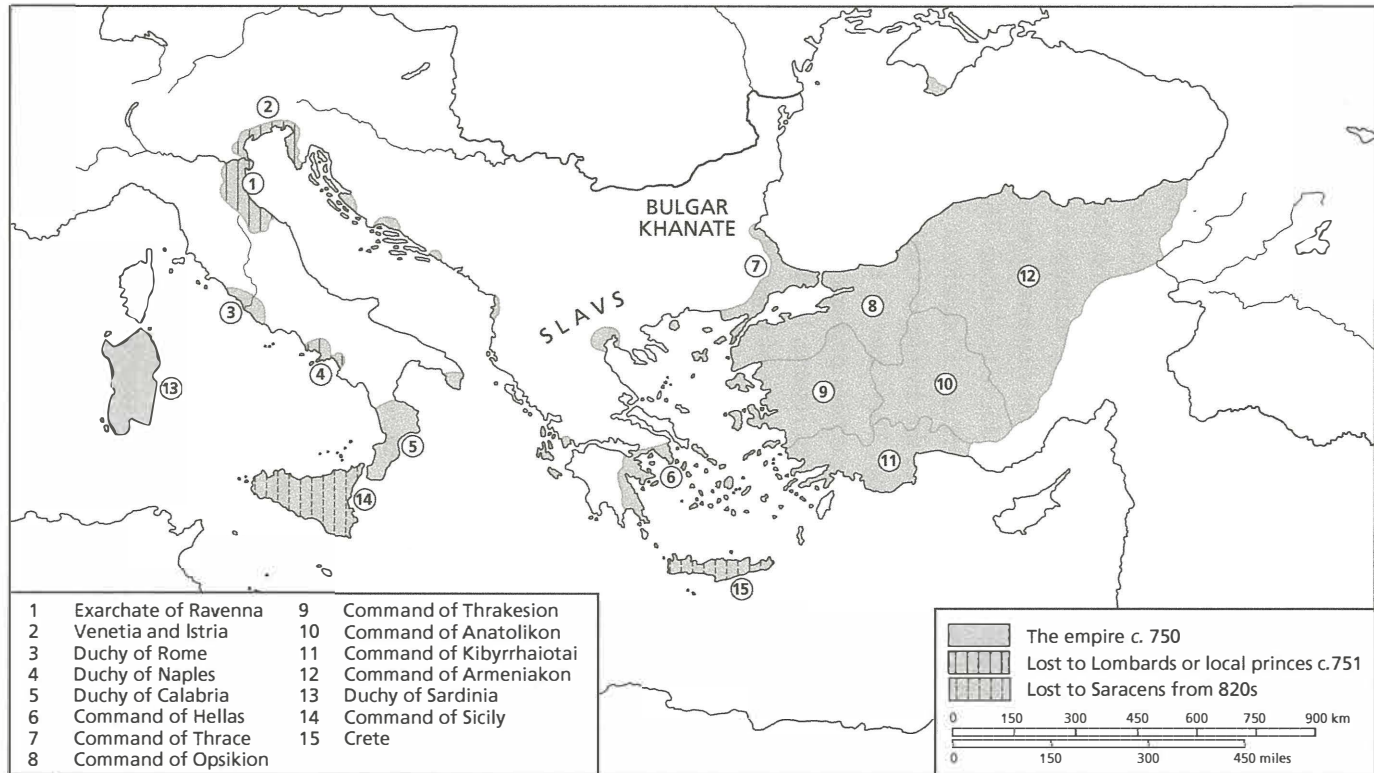 2
1
BULGAR
KHANATE
7
12
8
3
SLAVS
4
13
9
10
5
11
6
14
15
1 Exarchate of Ravenna
2 Venetia and Istria
3 Duchy of Rome
4 Duchy of Naples
5 Duchy of Calabria
6 Command of Hellas
7 Command of Thrace
8 Command of Opsikion
9 Command of Thrakesion
10 Command of Anatolikon
11 Command of Kibyrrhaiotai
12 Command of Armeniakon
13 Duchy of Sardinia
14 Command of Sicily
15 Crete
The empire c. 750
Lost to Lombards or local princes c.751
Lost to Saracens from 820s
0 150 300 450 600 750 900 km
0 150 300 450 miles